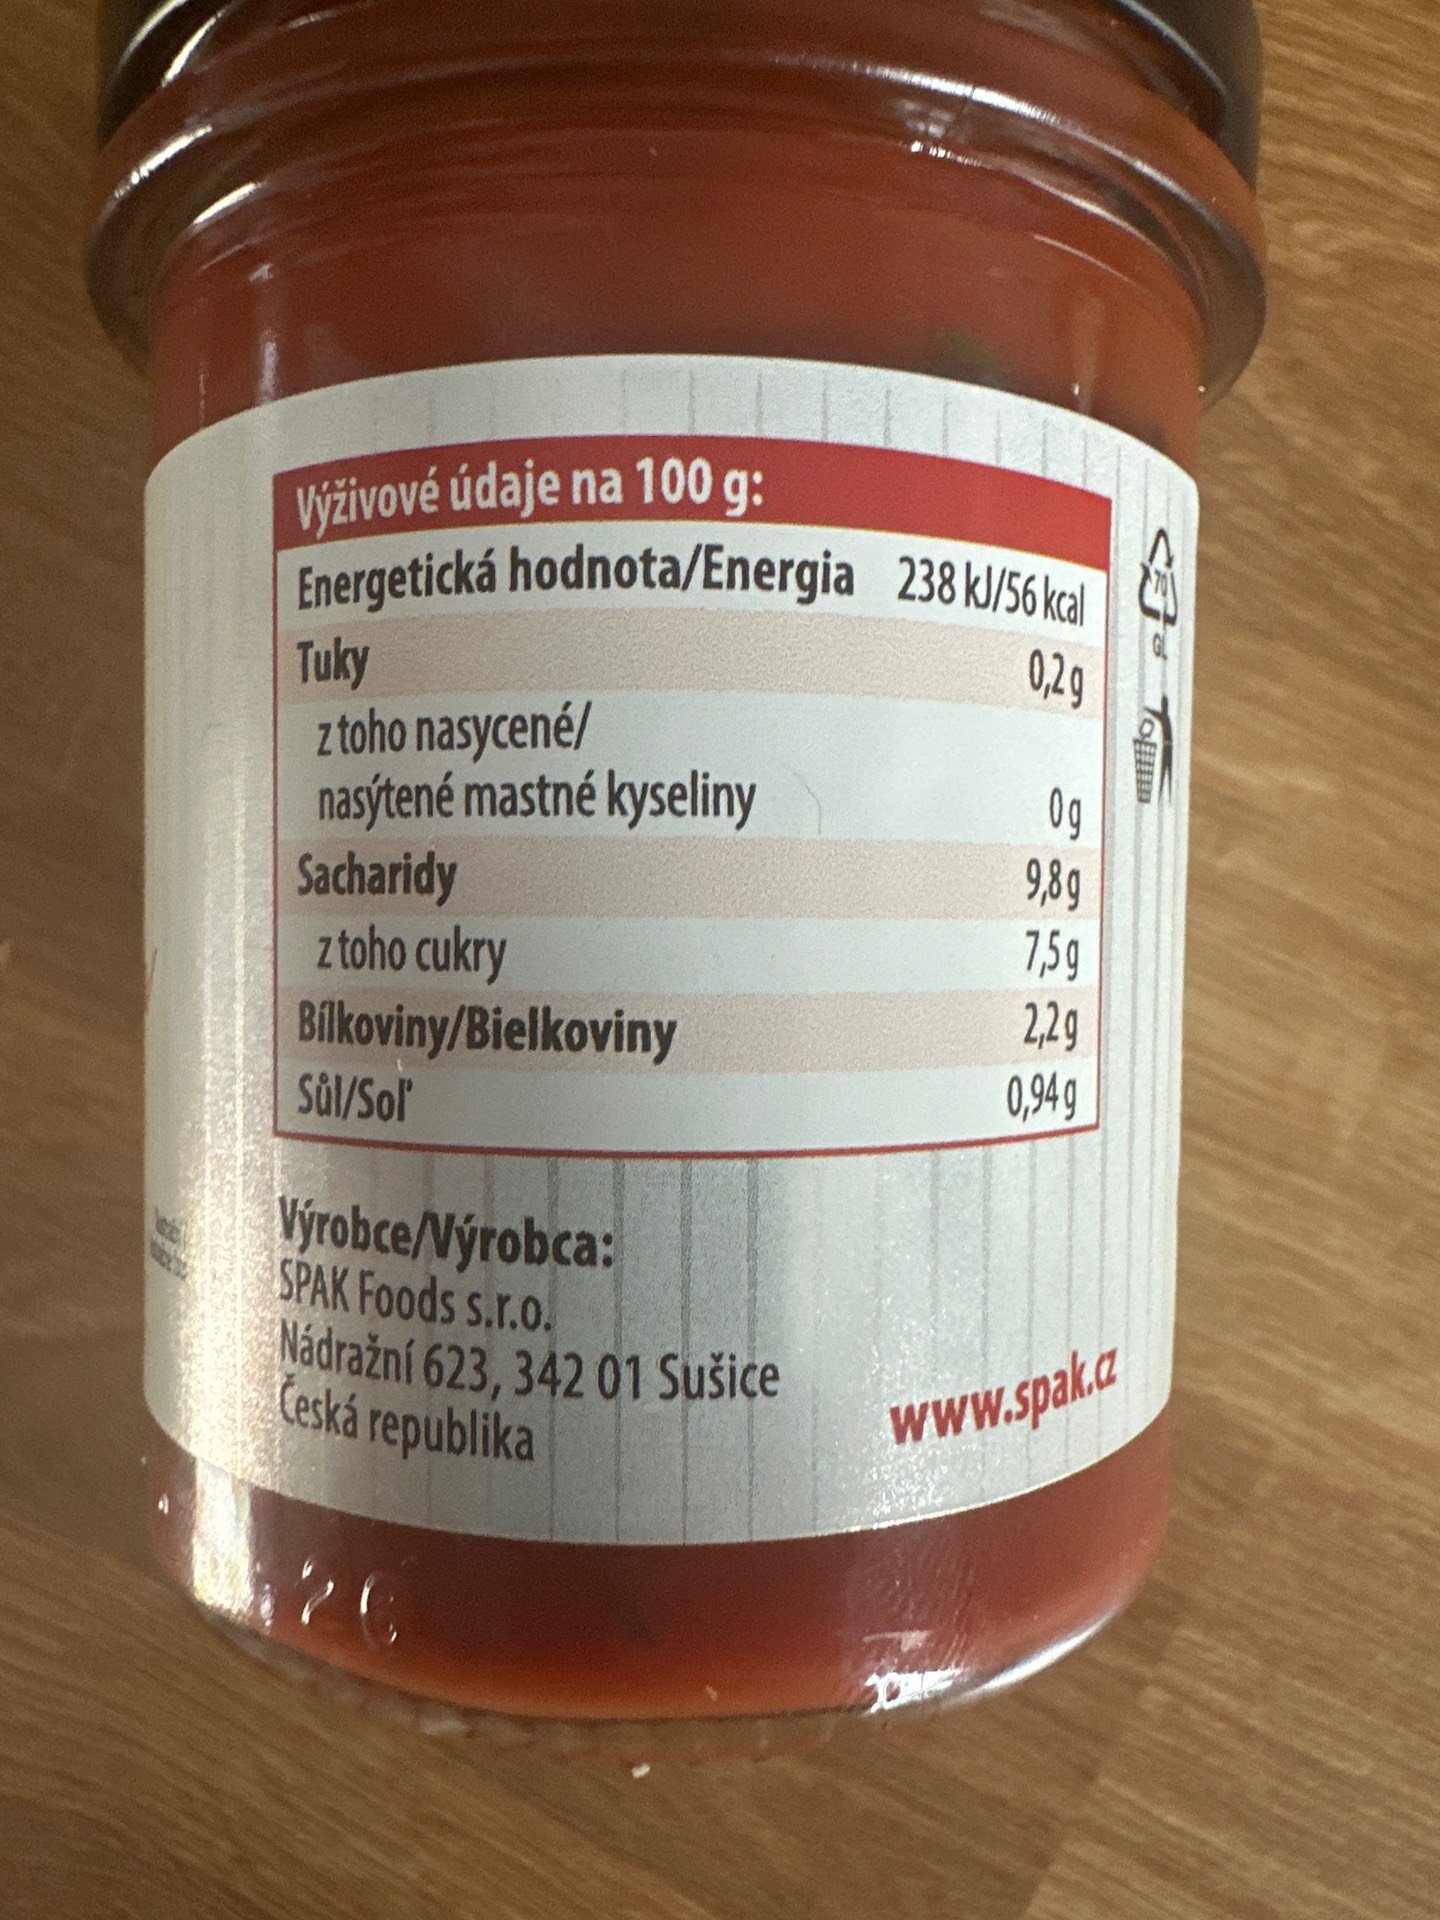 Výživové údaje na 100 g:
Energetická hodnota/Energia 238 kJ/56 kcal
Tuky 0,2 g
z toho nasycené/
nasýtené mastné kyseliny 0 g
Sacharidy 9,8 g
z toho cukry 7,5 g
Bílkoviny/Bielkoviny 2,2 g
Sůl/Soľ 0,94 g
70
GL
Výrobce/Výrobca:
SPAK Foods s.r.o.
Nádražní 623, 342 01 Sušice
Česká republika
www.spak.cz